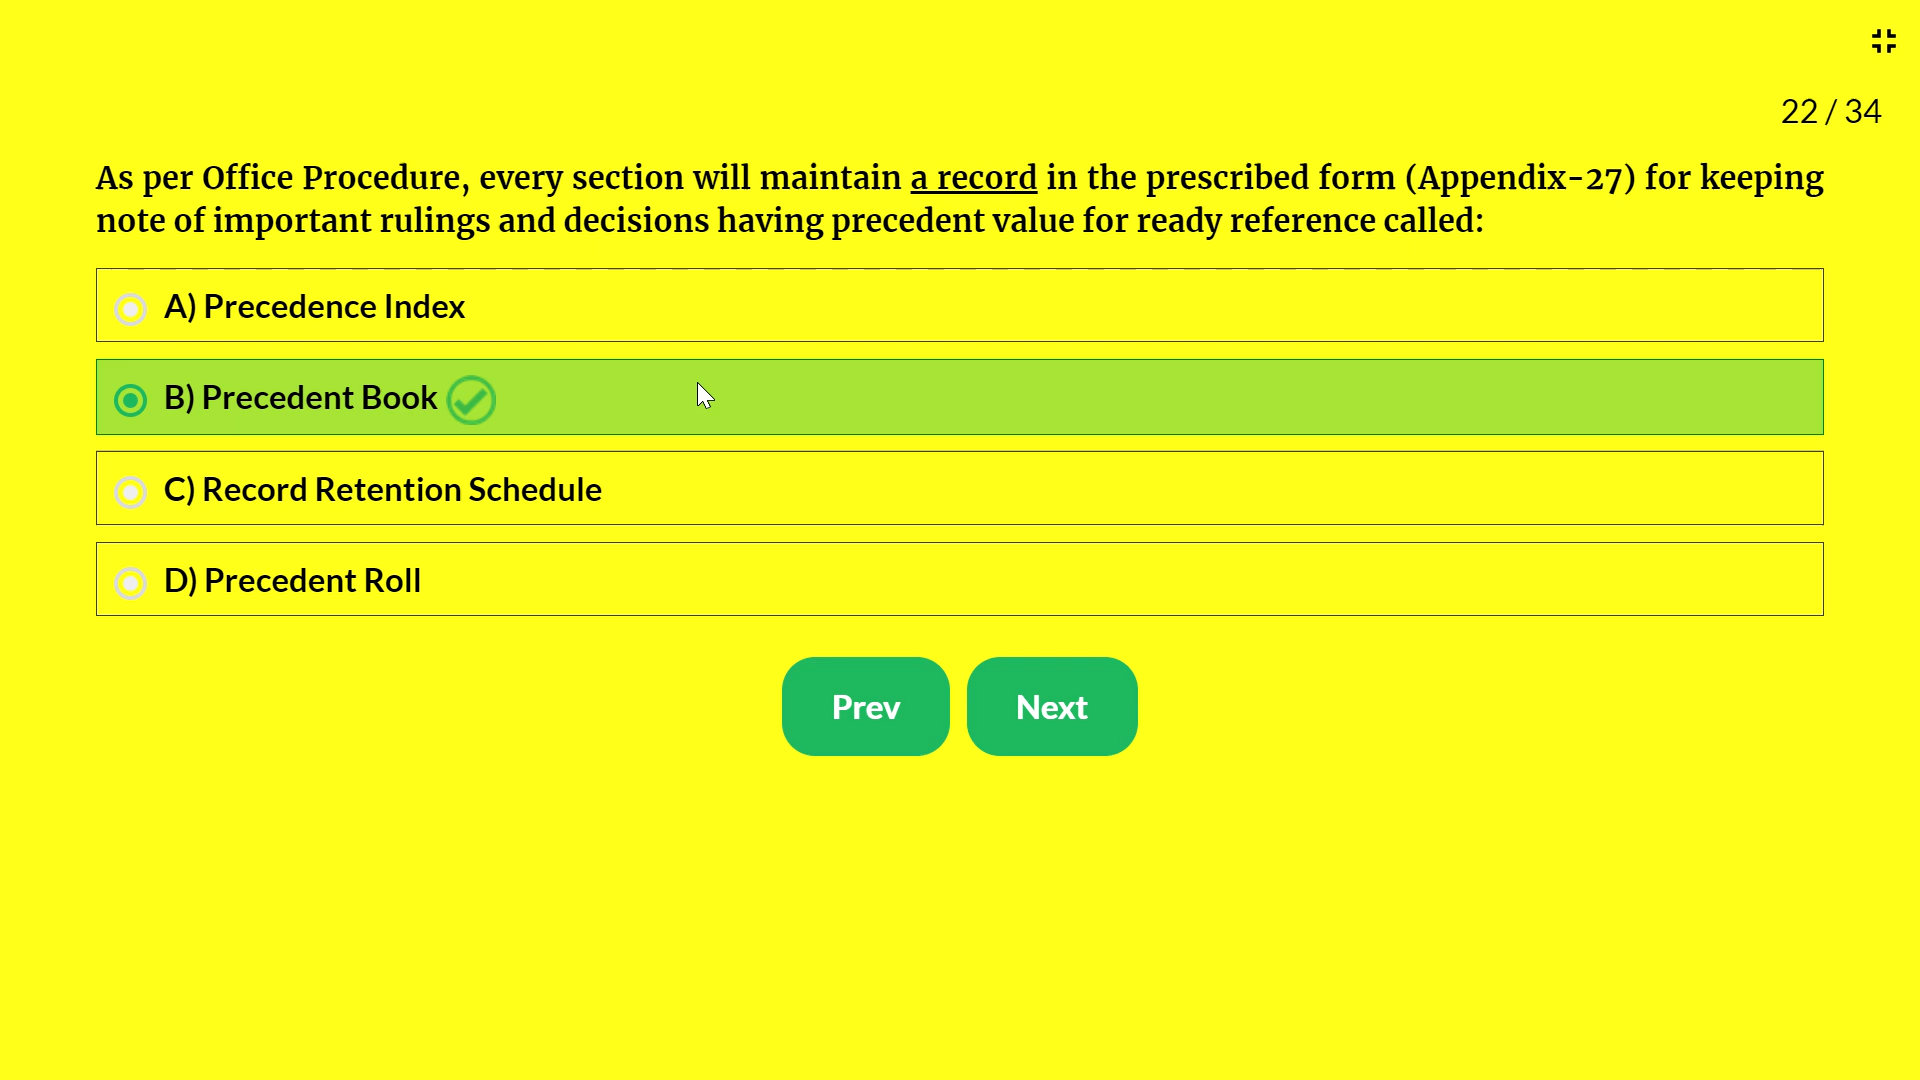 22 / 34
As per Office Procedure, every section will maintain a record in the prescribed form (Appendix-27) for keeping
note of important rulings and decisions having precedent value for ready reference called:
A) Precedence Index
B) Precedent Book
C) Record Retention Schedule
D) Precedent Roll
Prev
Next